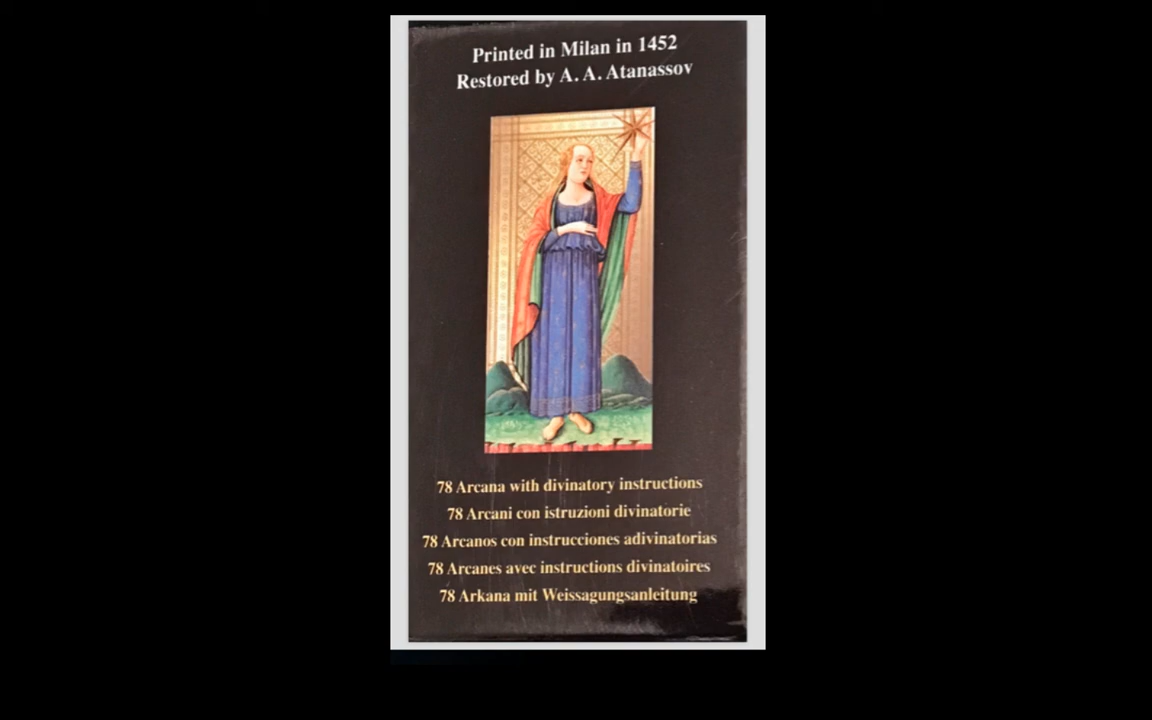 Printed in Milan in 1452
Restored by A. A. Atanassov
78 Arcana with divinatory instructions
78 Arcani con istruzioni divinatorie
78 Arcanos con instrucciones adivinatorias
78 Arcanes avec instructions divinatoires
78 Arkana mit Weissagungsanleitung